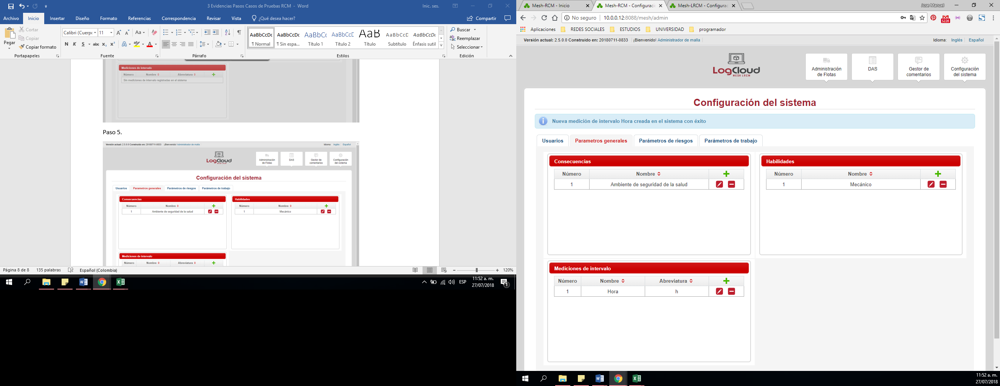 3 Evidencias Pasos Casos de Pruebas RCM - Word
Inic. ses.
Archivo Inicio Insertar Diseño Formato Referencias Correspondencia Revisar Vista ¿Qué desea hacer? Compartir
Pegar
Cortar
Copiar
Copiar formato
Portapapeles
Calibri (Cuerpo 11
Aa
N K S abc x₂ x²
Fuente
Párrafo
AaBbCcDc AaBbCcDc AaBbCc AaBbCcD AaB AaBbCcD AaBbCcDc
¶ Normal ¶ Sin espa... Título 1 Título 2 Título Subtítulo Énfasis sutil
Estilos
Buscar
Reemplazar
Seleccionar
Edición
Mediciones de intervalo
Número Nombre Abreviatura
Sin mediciones de intervalo registradas en el sistema
Paso 5.
Versión actual: 2.5.0.0 Construido en: 20180711-0833 ¡Bienvenido! Administrador de malla
Idioma: Inglés Español
LogCloud
MESH LRCM
Administración de Flotas
DAS
Gestor de comentarios
Configuración del sistema
Configuración del sistema
Usuarios Parametros generales Parámetros de riesgos Parámetros de trabajo
Consecuencias
Número Nombre
1 Ambiente de seguridad de la salud
Habilidades
Número Nombre
1 Mecánico
Mediciones de intervalo
Número Nombre Abreviatura
Página 8 de 8 135 palabras Español (Colombia)
120%
ESP
11:52 a. m.
27/07/2018
1
Mesh-RCM - Inicio
Mesh-RCM - Configuraci
Mesh-LRCM - Configurac
Jose Manuel
No seguro 10.0.0.12:8088/mesh/admin
5226
Aplicaciones REDES SOCIALES ESTUDIOS UNIVERSIDAD programador
Versión actual: 2.5.0.0 Construido en: 20180711-0833 ¡Bienvenido! Administrador de malla
Idioma: Inglés Español
LogCloud
MESH LRCM
Administración
de Flotas
DAS
Gestor de
comentarios
Configuración
del sistema
Configuración del sistema
Nueva medición de intervalo Hora creada en el sistema con éxito
Usuarios Parametros generales Parámetros de riesgos Parámetros de trabajo
Consecuencias
Número Nombre
1 Ambiente de seguridad de la salud
Habilidades
Número Nombre
1 Mecánico
Mediciones de intervalo
Número Nombre Abreviatura
1 Hora h
11:52 a. m.
27/07/2018